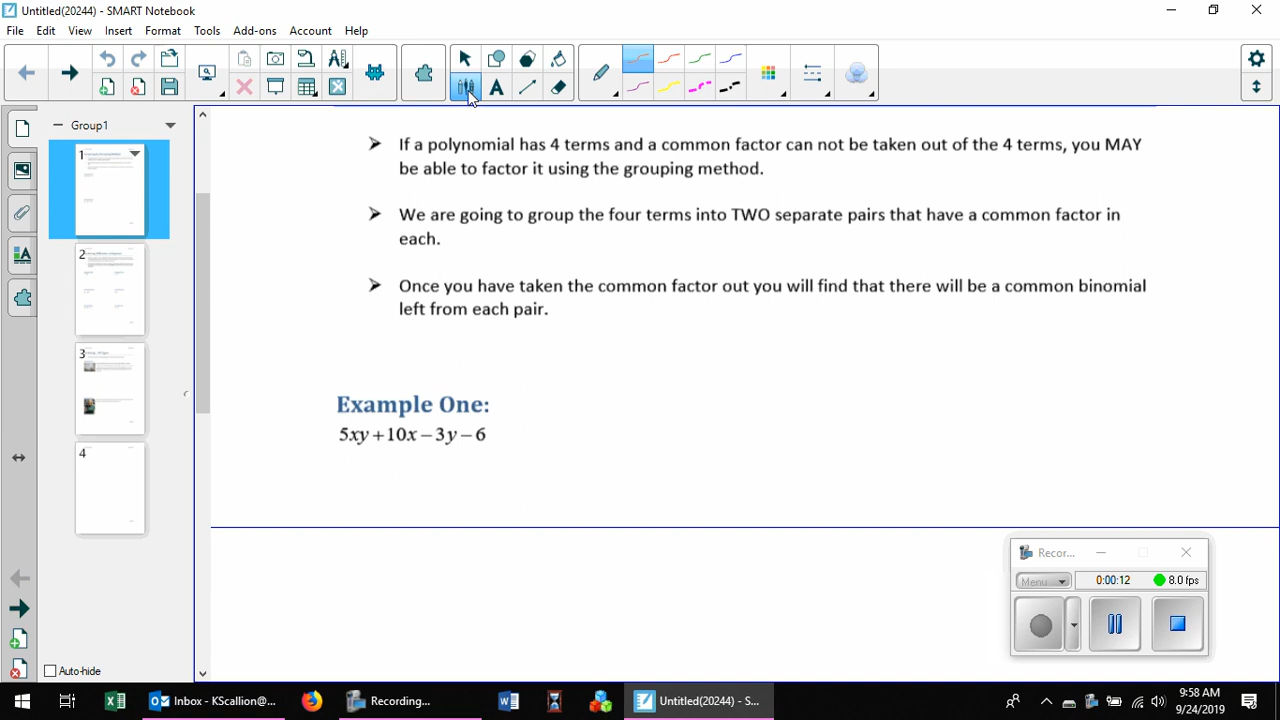 Untitled(20244) - SMART Notebook
File Edit View Insert Format Tools Add-ons Account Help
Group1
1
2
3
4
➤ If a polynomial has 4 terms and a common factor can not be taken out of the 4 terms, you MAY
be able to factor it using the grouping method.
➤ We are going to group the four terms into TWO separate pairs that have a common factor in
each.
➤ Once you have taken the common factor out you will find that there will be a common binomial
left from each pair.
Example One:
5xy+10x−3y−6
Recor...
Menu 0:00:12 8.0 fps
Auto-hide
Inbox - KScallion@... Recording... Untitled(20244) - S...
9:58 AM
9/24/2019